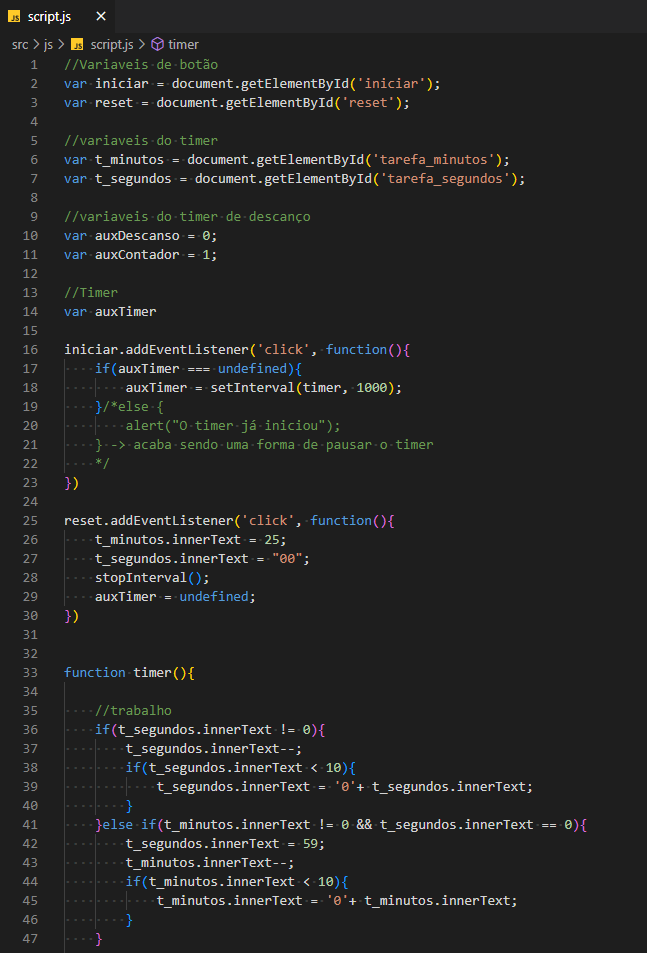 JS script.js ×
src > js > JS script.js > timer
1 //Variaveis de botão
2 var iniciar = document.getElementById('iniciar');
3 var reset = document.getElementById('reset');
4
5 //variaveis do timer
6 var t_minutos = document.getElementById('tarefa_minutos');
7 var t_segundos = document.getElementById('tarefa_segundos');
8
9 //variaveis do timer de descanço
10 var auxDescanso = 0;
11 var auxContador = 1;
12
13 //Timer
14 var auxTimer
15
16 iniciar.addEventListener('click', function(){
17     if(auxTimer === undefined){
18         auxTimer = setInterval(timer, 1000);
19     }/*else {
20         alert("O timer já iniciou");
21     } -> acaba sendo uma forma de pausar o timer
22     */
23 })
24
25 reset.addEventListener('click', function(){
26     t_minutos.innerText = 25;
27     t_segundos.innerText = "00";
28     stopInterval();
29     auxTimer = undefined;
30 })
31
32
33 function timer(){
34
35     //trabalho
36     if(t_segundos.innerText != 0){
37         t_segundos.innerText--;
38         if(t_segundos.innerText < 10){
39             t_segundos.innerText = '0'+ t_segundos.innerText;
40         }
41     }else if(t_minutos.innerText != 0 && t_segundos.innerText == 0){
42         t_segundos.innerText = 59;
43         t_minutos.innerText--;
44         if(t_minutos.innerText < 10){
45             t_minutos.innerText = '0'+ t_minutos.innerText;
46         }
47     }